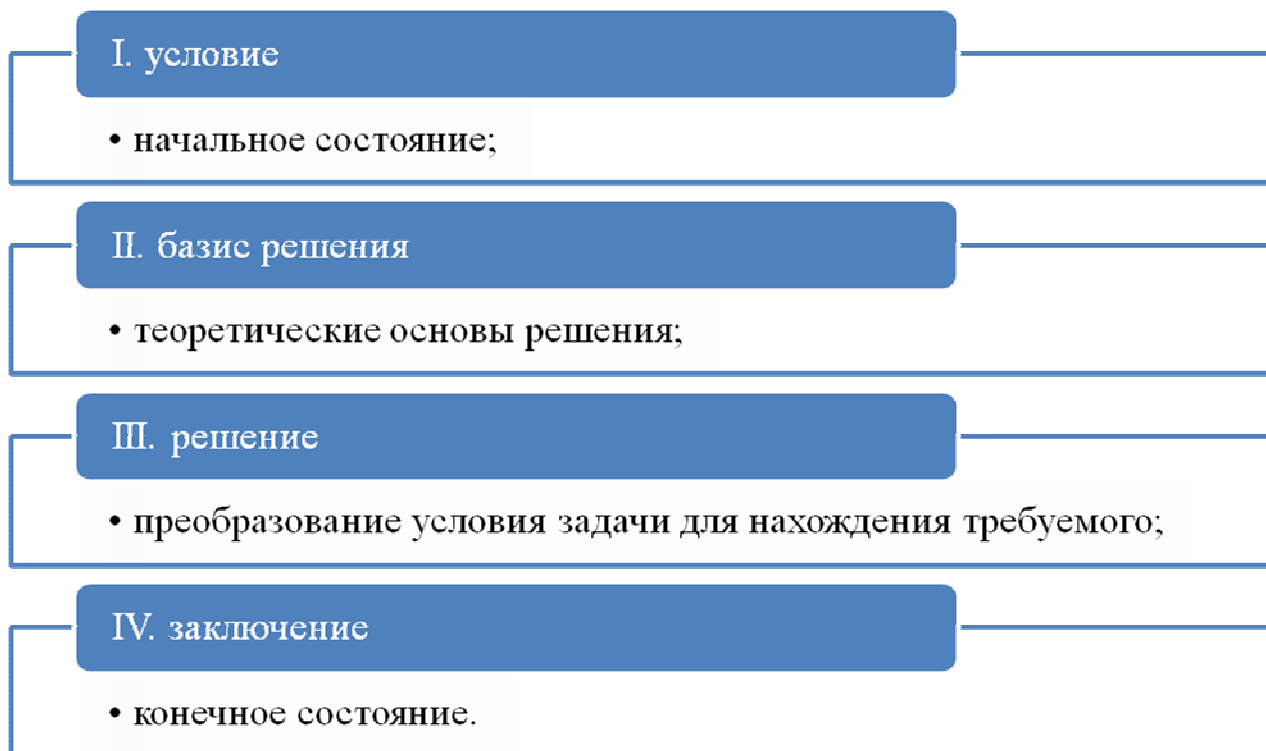 I. условие
• начальное состояние;
II. базис решения
• теоретические основы решения;
III. решение
• преобразование условия задачи для нахождения требуемого;
IV. заключение
• конечное состояние.